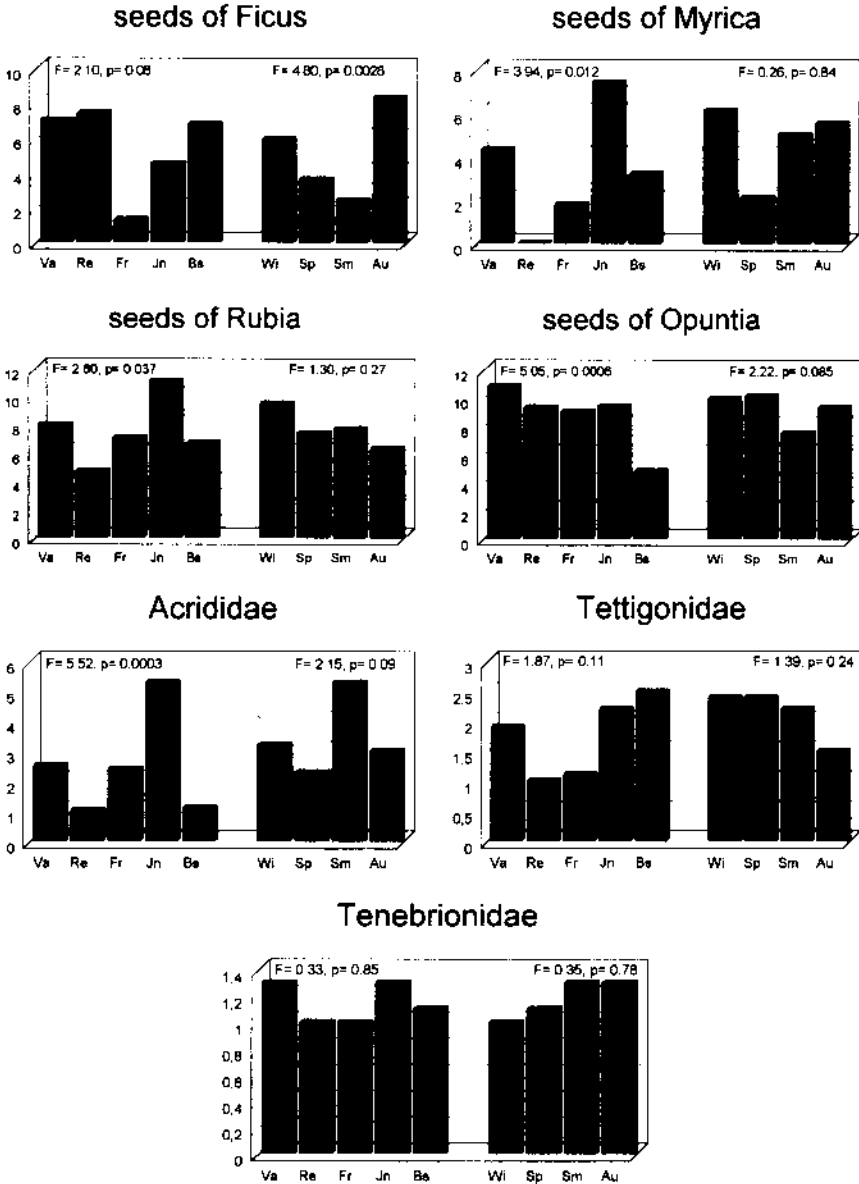 seeds of Ficus
F= 2.10, p= 0.08 F= 4.80, p= 0.0028
10
8
6
4
2
0
Va Re Fr Jn Bs Wi Sp Sm Au
seeds of Myrica
F= 3.94, p= 0.012 F= 0.26, p= 0.84
8
6
4
2
0
Va Re Fr Jn Bs Wi Sp Sm Au
seeds of Rubia
F= 2.60, p= 0.037 F= 1.30, p= 0.27
12
10
8
6
4
2
0
Va Re Fr Jn Bs Wi Sp Sm Au
seeds of Opuntia
F= 5.05, p= 0.0006 F= 2.22, p= 0.085
12
10
8
6
4
2
0
Va Re Fr Jn Bs Wi Sp Sm Au
Acrididae
F= 5.52, p= 0.0003 F= 2.15, p= 0.09
6
5
4
3
2
1
0
Va Re Fr Jn Bs Wi Sp Sm Au
Tettigonidae
F= 1.87, p= 0.11 F= 1.39, p= 0.24
3
2.5
2
1.5
1
0,5
0
Va Re Fr Jn Bs Wi Sp Sm Au
Tenebrionidae
F= 0.33, p= 0.85 F= 0.35, p= 0.78
1,4
1,2
1
0,8
0,6
0,4
0,2
0
Va Re Fr Jn Bs Wi Sp Sm Au